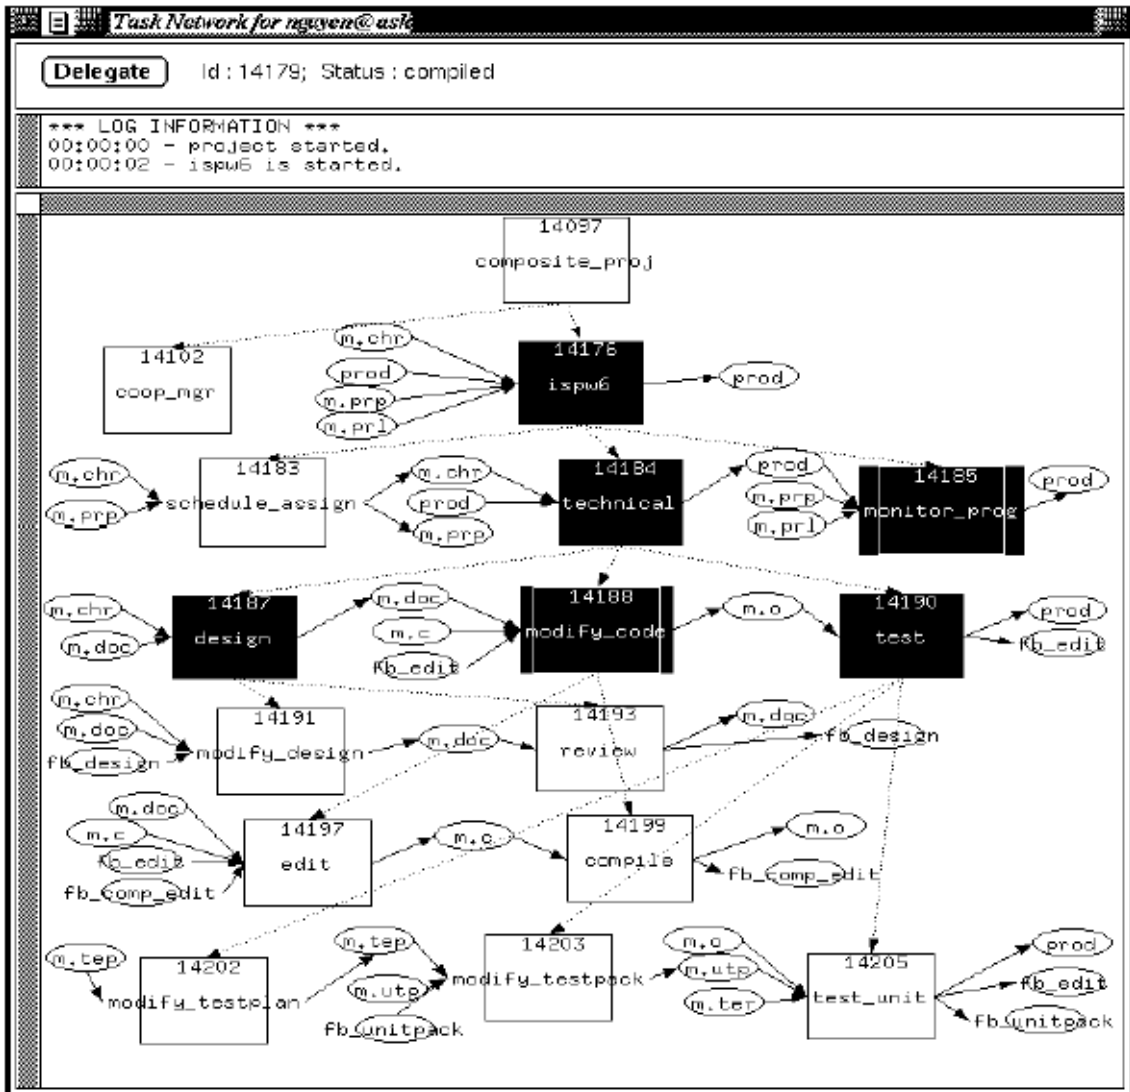 Task Network for nguyen@ask
Delegate Id : 14179; Status : compiled
*** LOG INFORMATION ***
00:00:00 - project started.
00:00:02 - ispw6 is started.
14097
composite_proj
m.chr
14102 14176
coop_mgr prod ispw6 prod
m.prp
m.prl
14183 m.chr 14184 prod 14185
m.chr schedule_assign prod technical m.prp monitor_prog prod
m.prp m.prp m.prl
14187 m.doc 14188 14190
m.chr design m.c modify_code m.o test prod
m.doc fb_edit fb_edit
m.chr 14191 14193 m.doc
m.doc modify_design m.doc review fb_design
fb_design
m.doc 14197 14199
m.c edit m.c compile m.o
fb_edit fb_comp_edit
fb_comp_edit
m.tep 14203 m.o prod
m.tep 14202 modify_testpack m.utp 14205 fb_edit
modify_testplan m.utp m.ter test_unit fb_unitpack
fb_unitpack